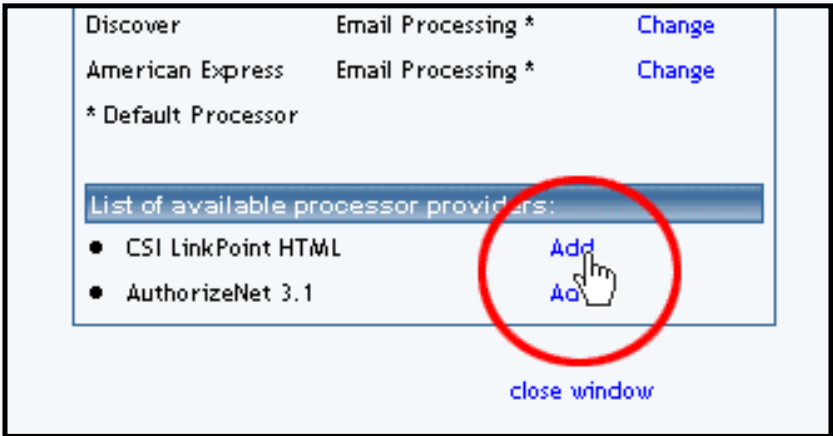 Discover Email Processing * Change
American Express Email Processing * Change
* Default Processor
List of available processor providers:
• CSI LinkPoint HTML Add
• AuthorizeNet 3.1
close window